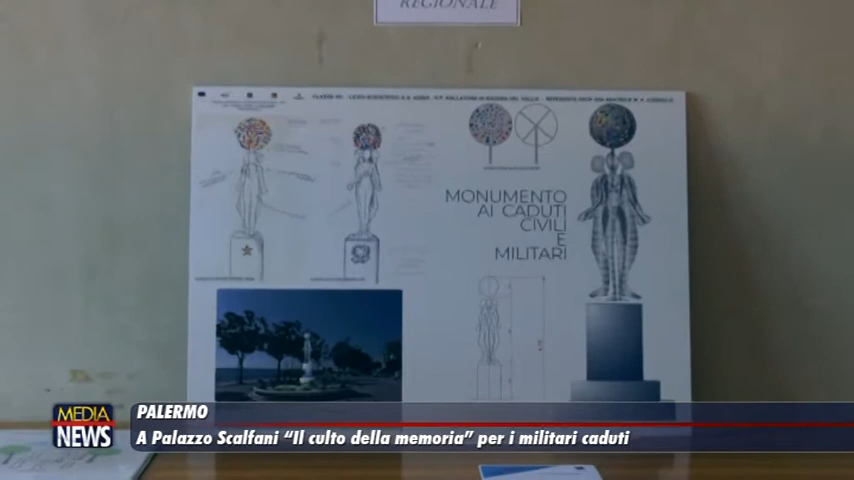 REGIONALE
MONUMENTO
AI CADUTI
CIVILI
E
MILITARI
MEDIA
NEWS
PALERMO
A Palazzo Scalfani “Il culto della memoria” per i militari caduti